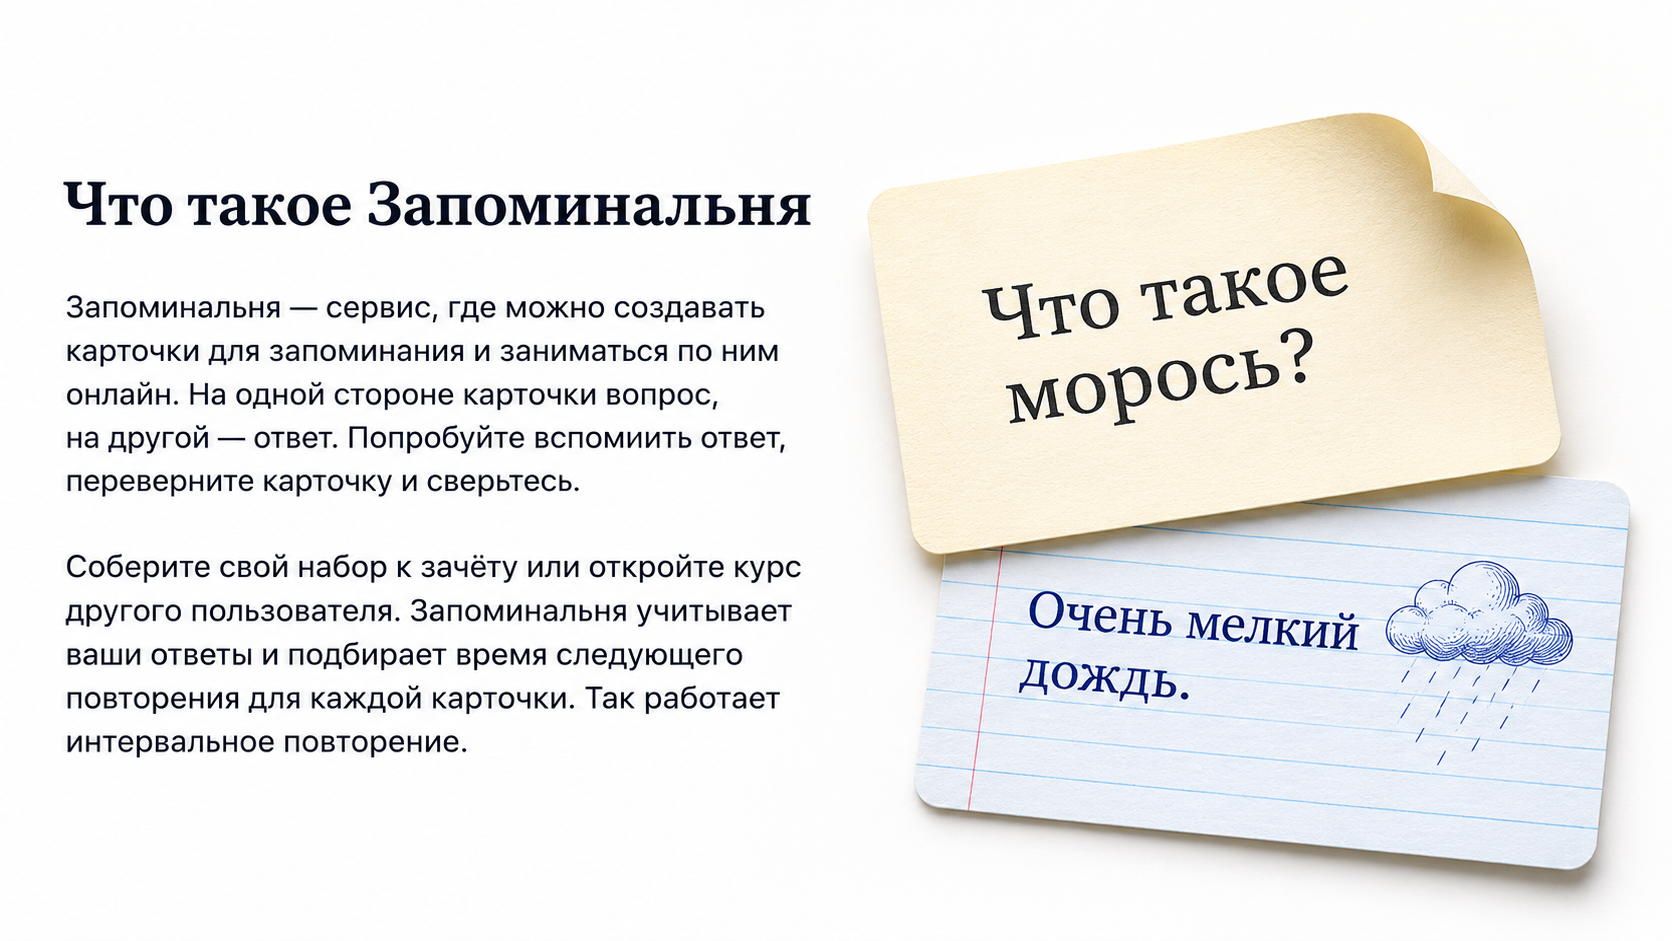 Что такое Запоминальня
Запоминальня — сервис, где можно создавать
карточки для запоминания и заниматься по ним
онлайн. На одной стороне карточки вопрос,
на другой — ответ. Попробуйте вспомиить ответ,
переверните карточку и сверьтесь.
Соберите свой набор к зачёту или откройте курс
другого пользователя. Запоминальня учитывает
ваши ответы и подбирает время следующего
повторения для каждой карточки. Так работает
интервальное повторение.
Что такое
морось?
Очень мелкий
дождь.